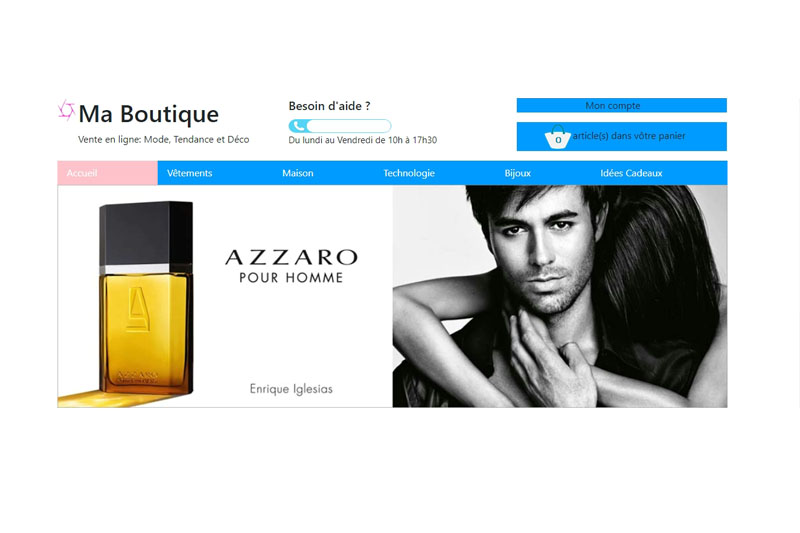 Ma Boutique
Vente en ligne: Mode, Tendance et Déco
Besoin d'aide ?
Du lundi au Vendredi de 10h à 17h30
Mon compte
0 article(s) dans vôtre panier
Accueil
Vêtements
Maison
Technologie
Bijoux
Idées Cadeaux
AZZARO
POUR HOMME
Enrique Iglesias
AZZARO